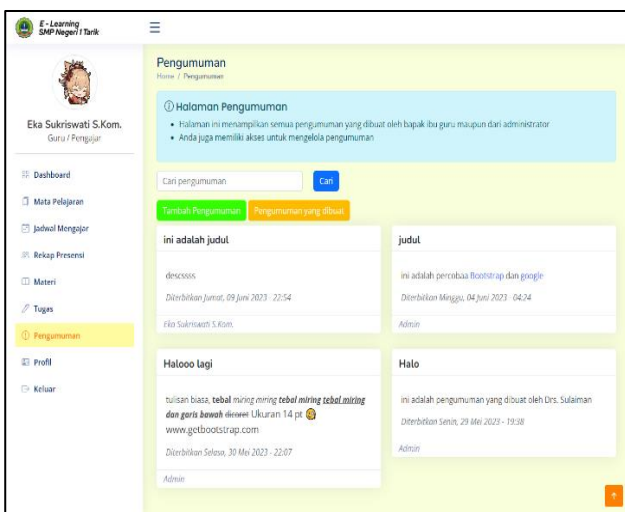 E - Learning
SMP Negeri 1 Tarik
Eka Sukriswati S.Kom.
Guru / Pengajar
Dashboard
Mata Pelajaran
Jadwal Mengajar
Rekap Presensi
Materi
Tugas
Pengumuman
Profil
Keluar
Pengumuman
Home / Pengumuman
Halaman Pengumuman
Halaman ini menampilkan semua pengumuman yang dibuat oleh bapak ibu guru maupun dari administrator
Anda juga memiliki akses untuk mengelola pengumuman
Cari pengumuman
Cari
Tambah Pengumuman
Pengumuman yang dibuat
ini adalah judul
descssss
Diterbitkan Jumat, 09 Juni 2023 - 22:54
Eka Sukriswati S.Kom.
judul
ini adalah percobaa Bootstrap dan google
Diterbitkan Minggu, 04 Juni 2023 - 04:24
Admin
Halooo lagi
tulisan biasa, tebal miring miring tebal miring tebal miring
dan garis bawah dicoret Ukuran 14 pt
www.getbootstrap.com
Diterbitkan Selasa, 30 Mei 2023 - 22:07
Admin
Halo
ini adalah pengumuman yang dibuat oleh Drs. Sulaiman
Diterbitkan Senin, 29 Mei 2023 - 19:38
Admin